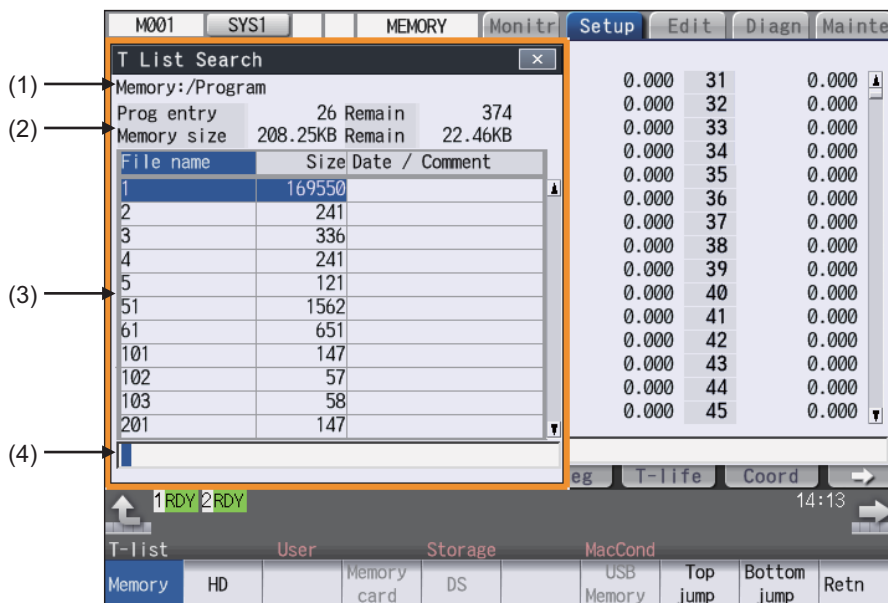 M001 SYS1 MEMORY Monitr Setup Edit Diagn Mainte
T List Search
(1) Memory:/Program
Prog entry 26 Remain 374
(2) Memory size 208.25KB Remain 22.46KB
File name Size Date / Comment
1 169550
2 241
3 336
4 241
5 121
(3)
51 1562
61 651
101 147
102 57
103 58
201 147
(4)
0.000 31 0.000
0.000 32 0.000
0.000 33 0.000
0.000 34 0.000
0.000 35 0.000
0.000 36 0.000
0.000 37 0.000
0.000 38 0.000
0.000 39 0.000
0.000 40 0.000
0.000 41 0.000
0.000 42 0.000
0.000 43 0.000
0.000 44 0.000
0.000 45 0.000
eg T-life Coord
1 RDY 2 RDY 14:13
T-list User Storage MacCond
Memory HD Memory card DS USB Memory Top jump Bottom jump Retn